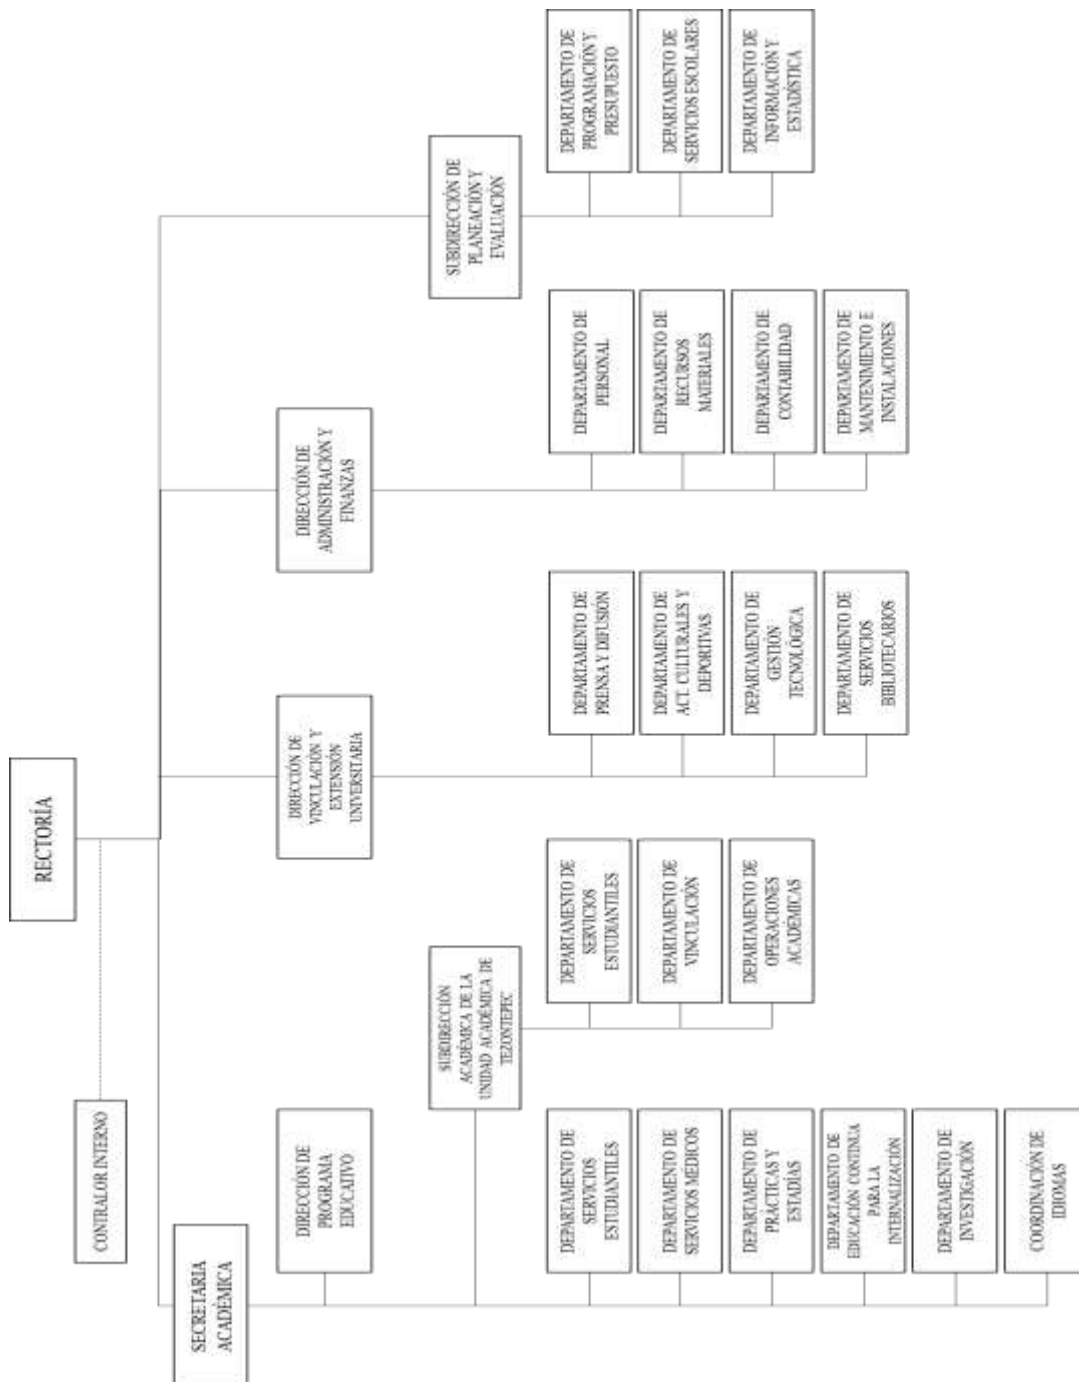 RECTORÍA
CONTRALOR INTERNO
SECRETARIA
ACADÉMICA
DIRECCIÓN DE
PROGRAMA
EDUCATIVO
SUBDIRECCIÓN
ACADÉMICA DE LA
UNIDAD ACADÉMICA DE
TEZONTEPEC
DEPARTAMENTO DE
SERVICIOS
ESTUDIANTILES
DEPARTAMENTO DE
SERVICIOS MÉDICOS
DEPARTAMENTO DE
PRÁCTICAS Y
ESTADÍAS
DEPARTAMENTO DE
EDUCACIÓN CONTINUA
PARA LA
INTERNALIZACIÓN
DEPARTAMENTO DE
INVESTIGACIÓN
COORDINACIÓN DE
IDIOMAS
DEPARTAMENTO DE
SERVICIOS
ESTUDIANTILES
DEPARTAMENTO DE
VINCULACIÓN
DEPARTAMENTO DE
OPERACIONES
ACADÉMICAS
DIRECCIÓN DE
VINCULACIÓN Y
EXTENSIÓN
UNIVERSITARIA
DEPARTAMENTO DE
PRENSA Y DIFUSIÓN
DEPARTAMENTO DE
ACT. CULTURALES Y
DEPORTIVAS
DEPARTAMENTO DE
GESTIÓN
TECNOLÓGICA
DEPARTAMENTO DE
SERVICIOS
BIBLIOTECARIOS
DIRECCIÓN DE
ADMINISTRACIÓN Y
FINANZAS
DEPARTAMENTO DE
PERSONAL
DEPARTAMENTO DE
RECURSOS
MATERIALES
DEPARTAMENTO DE
CONTABILIDAD
DEPARTAMENTO DE
MANTENIMIENTO E
INSTALACIONES
SUBDIRECCIÓN DE
PLANEACIÓN Y
EVALUACIÓN
DEPARTAMENTO DE
PROGRAMACIÓN Y
PRESUPUESTO
DEPARTAMENTO DE
SERVICIOS ESCOLARES
DEPARTAMENTO DE
INFORMACIÓN Y
ESTADÍSTICA